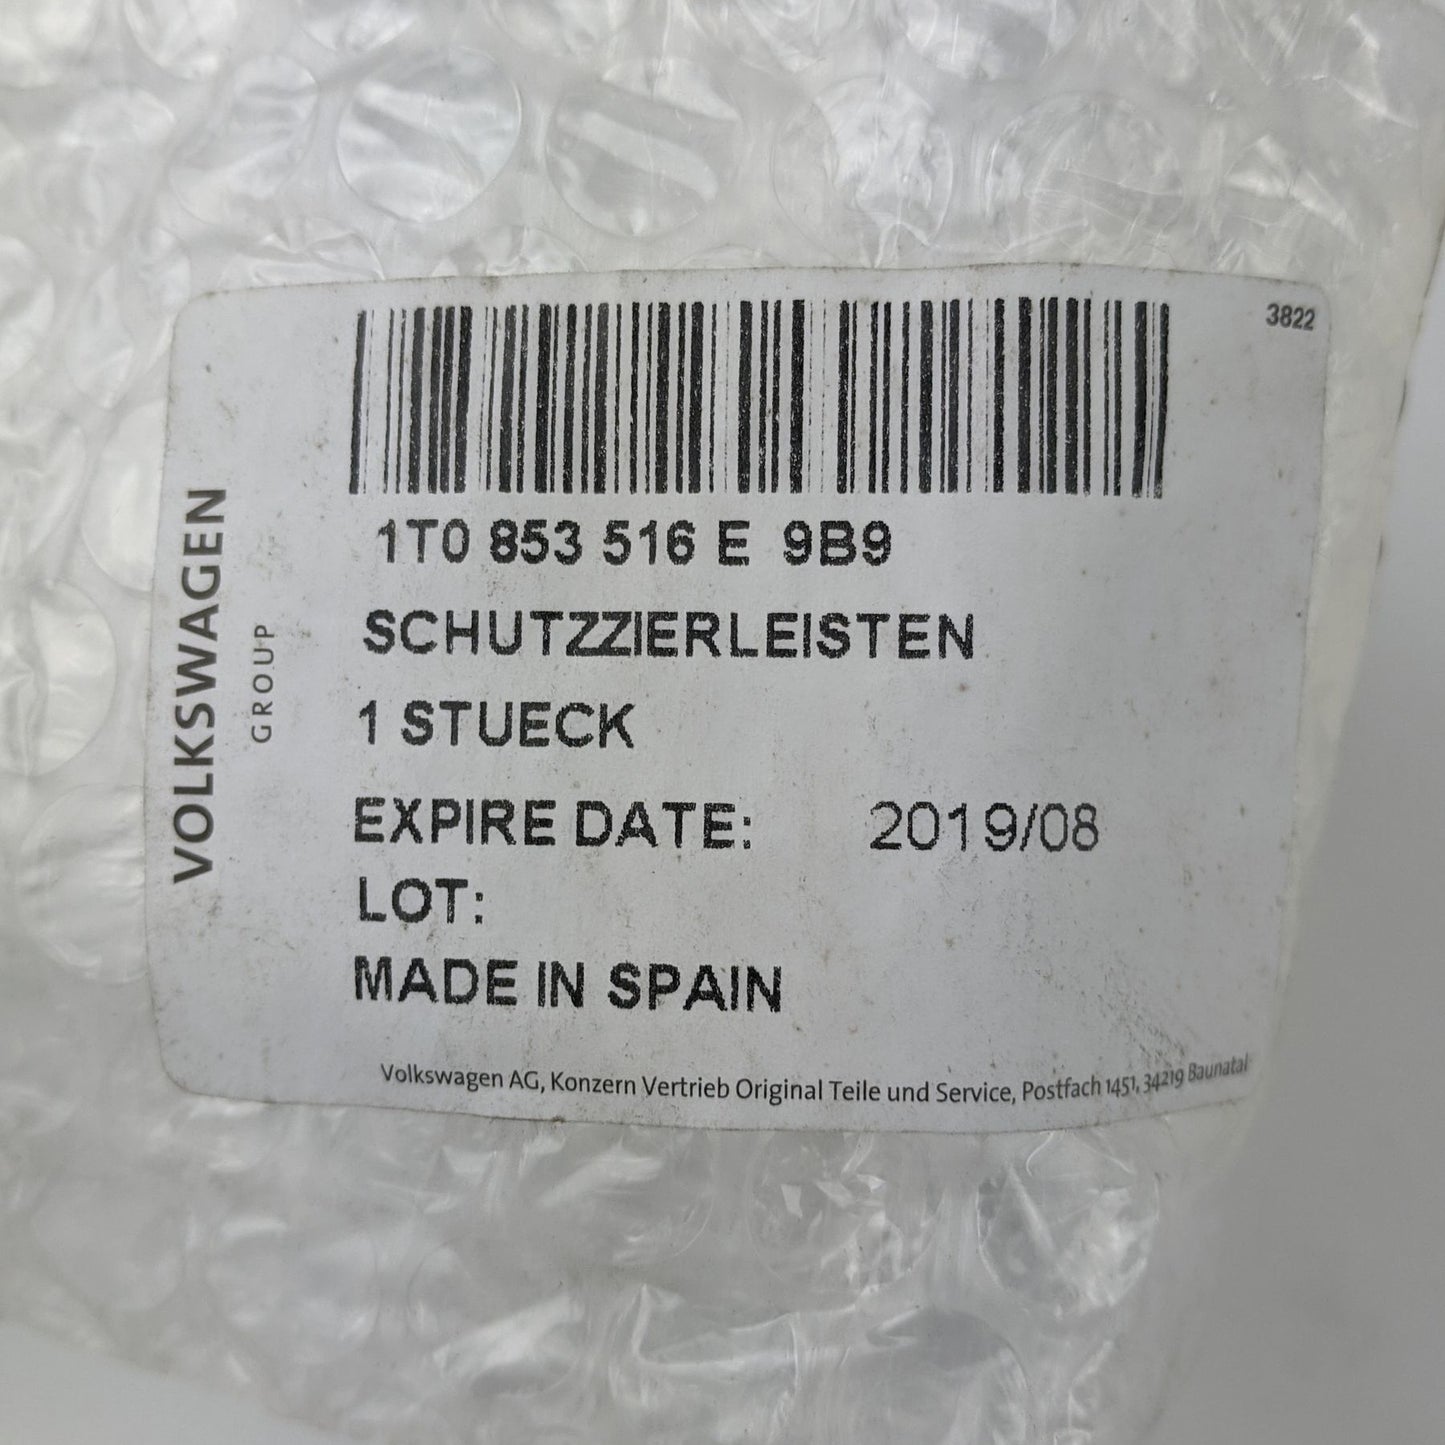 3822
1T0 853 516 E 9B9
SCHUTZZIERLEISTEN
1 STUECK
EXPIRE DATE: 2019/08
LOT:
MADE IN SPAIN
Volkswagen AG, Konzern Vertrieb Original Teile und Service, Postfach 1451, 34219 Baunatal
VOLKSWAGEN
GROUP